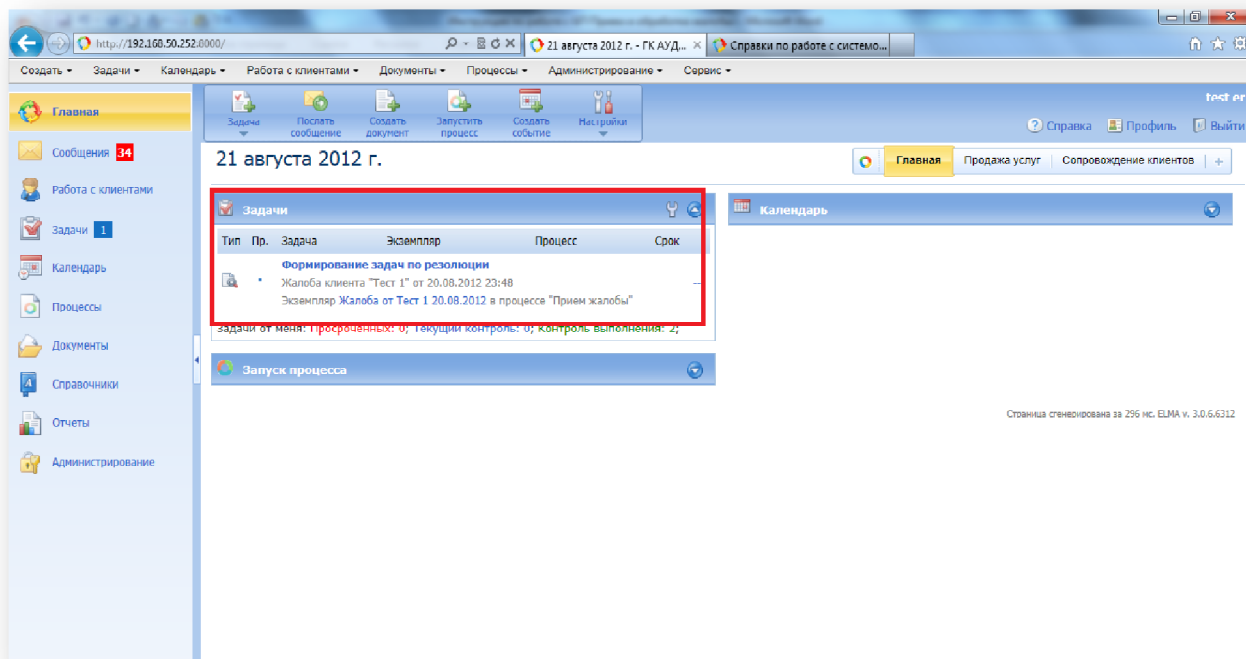 http://192.168.50.252:8000/
21 августа 2012 г. - ГК АУД...
Справки по работе с системо...
Создать Задачи Календарь Работа с клиентами Документы Процессы Администрирование Сервис
Главная
Сообщения 34
Работа с клиентами
Задачи 1
Календарь
Процессы
Документы
Справочники
Отчеты
Администрирование
Задача
Послать сообщение
Создать документ
Запустить процесс
Создать событие
Настройки
test er
Справка Профиль Выйти
21 августа 2012 г.
Главная Продажа услуг Сопровождение клиентов +
Задачи
Тип Пр. Задача Экземпляр Процесс Срок
Формирование задач по резолюции
Жалоба клиента "Тест 1" от 20.08.2012 23:48
Экземпляр Жалоба от Тест 1 20.08.2012 в процессе "Прием жалобы"
Задачи от меня: Просроченных: 0; Текущий контроль: 0; Контроль выполнения: 2;
Запуск процесса
Календарь
Страница сгенерирована за 296 мс. ELMA v. 3.0.6.6312